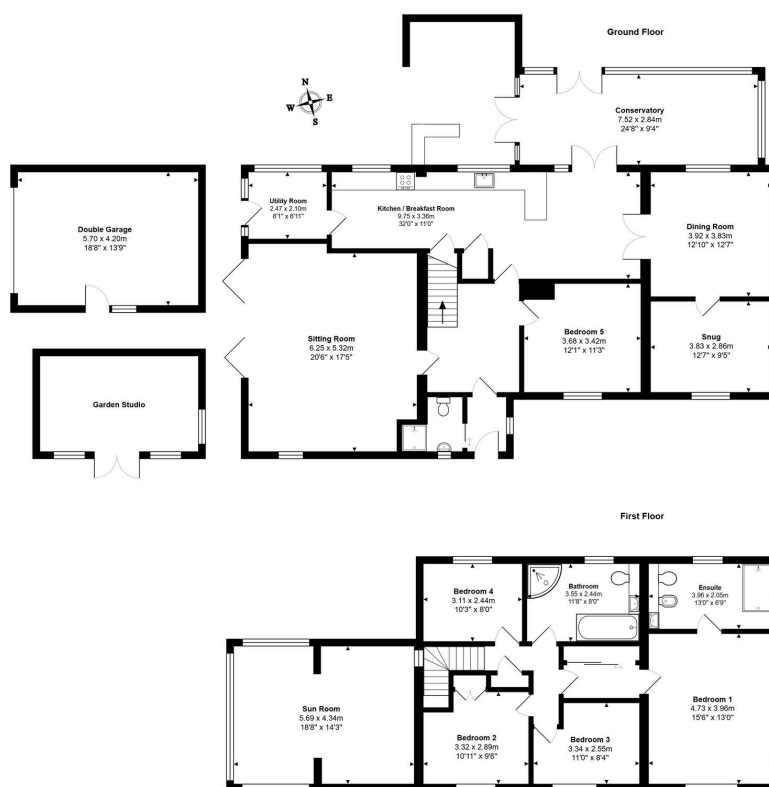 Ground Floor
N
W E
S
Conservatory
7.52 x 2.84m
24'8" x 9'4"
Utility Room
2.47 x 2.10m
8'1" x 6'11"
Kitchen / Breakfast Room
9.75 x 3.36m
32'0" x 11'0"
Double Garage
5.70 x 4.20m
18'8" x 13'9"
Dining Room
3.92 x 3.83m
12'10" x 12'7"
Sitting Room
6.25 x 5.32m
20'6" x 17'5"
Bedroom 5
3.68 x 3.42m
12'1" x 11'3"
Snug
3.83 x 2.86m
12'7" x 9'5"
Garden Studio
First Floor
Bedroom 4
3.11 x 2.44m
10'3" x 8'0"
Bathroom
3.55 x 2.44m
11'8" x 8'0"
Ensuite
3.96 x 2.05m
13'0" x 6'9"
Sun Room
5.69 x 4.34m
18'8" x 14'3"
Bedroom 1
4.73 x 3.96m
15'6" x 13'0"
Bedroom 2
3.32 x 2.89m
10'11" x 9'6"
Bedroom 3
3.34 x 2.55m
11'0" x 8'4"